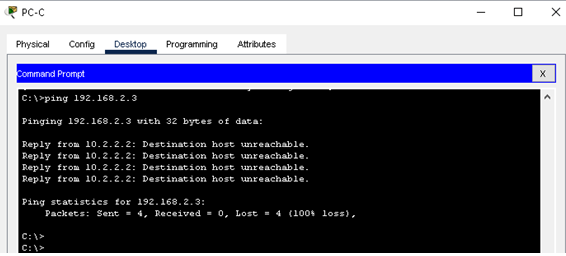 PC-C
Physical Config Desktop Programming Attributes
Command Prompt X
C:\>ping 192.168.2.3
Pinging 192.168.2.3 with 32 bytes of data:
Reply from 10.2.2.2: Destination host unreachable.
Reply from 10.2.2.2: Destination host unreachable.
Reply from 10.2.2.2: Destination host unreachable.
Reply from 10.2.2.2: Destination host unreachable.
Ping statistics for 192.168.2.3:
Packets: Sent = 4, Received = 0, Lost = 4 (100% loss),
C:\>
C:\>